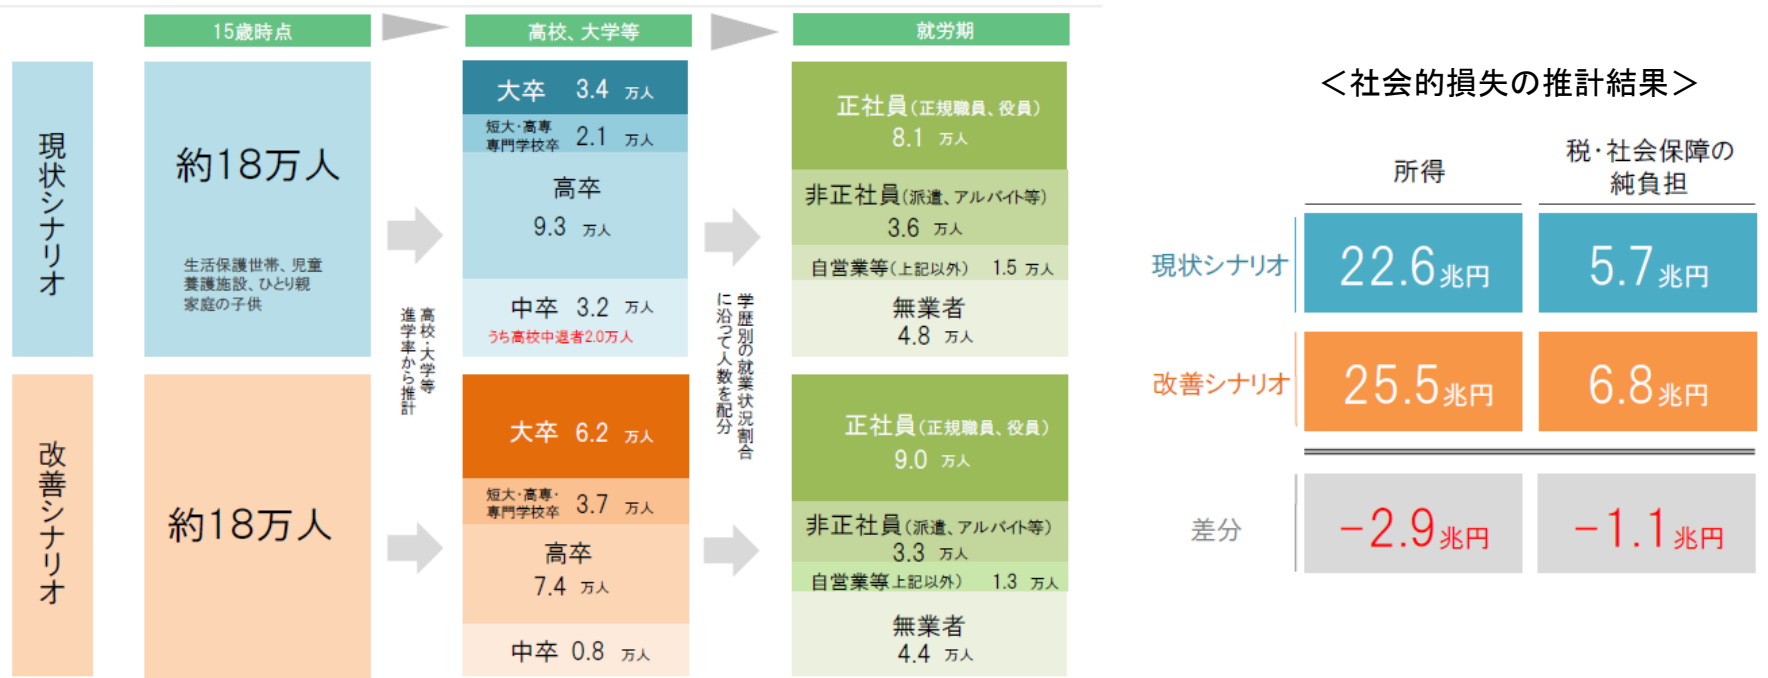 15歳時点
高校、大学等
就労期
現状シナリオ
約18万人
生活保護世帯、児童
養護施設、ひとり親
家庭の子供
高校・大学等
進学率から推計
大卒 3.4 万人
短大・高専
専門学校卒 2.1 万人
高卒
9.3 万人
中卒 3.2 万人
うち高校中退者2.0万人
学歴別の就業状況割合
に沿って人数を配分
正社員(正規職員、役員)
8.1 万人
非正社員(派遣、アルバイト等)
3.6 万人
自営業等(上記以外) 1.5 万人
無業者
4.8 万人
改善シナリオ
約18万人
大卒 6.2 万人
短大・高専・
専門学校卒 3.7 万人
高卒
7.4 万人
中卒 0.8 万人
正社員(正規職員、役員)
9.0 万人
非正社員(派遣、アルバイト等)
3.3 万人
自営業等(上記以外) 1.3 万人
無業者
4.4 万人
＜社会的損失の推計結果＞
所得
税・社会保障の
純負担
現状シナリオ 22.6兆円 5.7兆円
改善シナリオ 25.5兆円 6.8兆円
差分 −2.9兆円 −1.1兆円